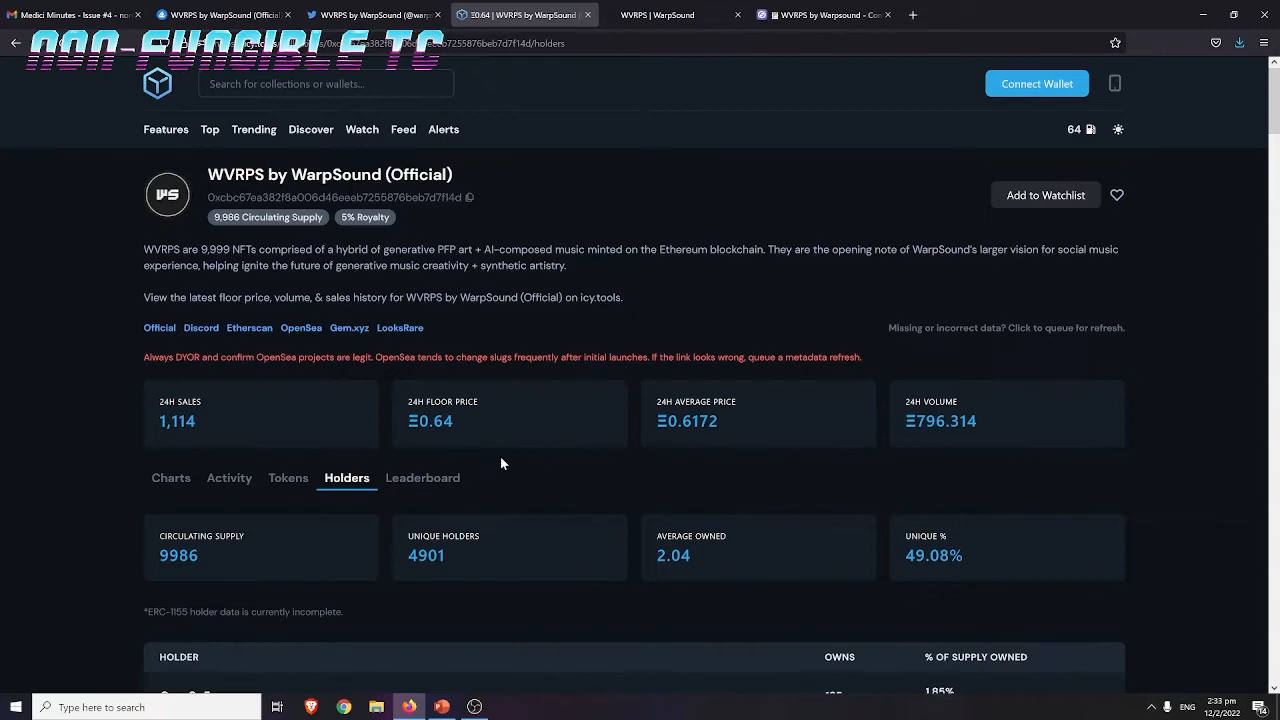 Medici Minutes - Issue #4 - non
WVRPS by WarpSound (Official)
WVRPS by WarpSound (@warp
Ξ0.64 | WVRPS by WarpSound
WVRPS | WarpSound
WVRPS by Warpsound - Con
NON-FUNGIBLE TG
/0xcbc67ea382f8a006d46eeeb7255876beb7d7f14d/holders
Search for collections or wallets...
Connect Wallet
Features Top Trending Discover Watch Feed Alerts
64
WVRPS by WarpSound (Official)
0xcbc67ea382f8a006d46eeeb7255876beb7d7f14d
Add to Watchlist
9,986 Circulating Supply 5% Royalty
WVRPS are 9,999 NFTs comprised of a hybrid of generative PFP art + AI-composed music minted on the Ethereum blockchain. They are the opening note of WarpSound's larger vision for social music
experience, helping ignite the future of generative music creativity + synthetic artistry.
View the latest floor price, volume, & sales history for WVRPS by WarpSound (Official) on icy.tools.
Official Discord Etherscan OpenSea Gem.xyz LooksRare
Missing or incorrect data? Click to queue for refresh.
Always DYOR and confirm OpenSea projects are legit. OpenSea tends to change slugs frequently after initial launches. If the link looks wrong, queue a metadata refresh.
24H SALES
1,114
24H FLOOR PRICE
Ξ0.64
24H AVERAGE PRICE
Ξ0.6172
24H VOLUME
Ξ796.314
Charts Activity Tokens Holders Leaderboard
CIRCULATING SUPPLY
9986
UNIQUE HOLDERS
4901
AVERAGE OWNED
2.04
UNIQUE %
49.08%
*ERC-1155 holder data is currently incomplete.
HOLDER OWNS % OF SUPPLY OWNED
1.85%
Type here to search
2:33 pm
12/2/2022